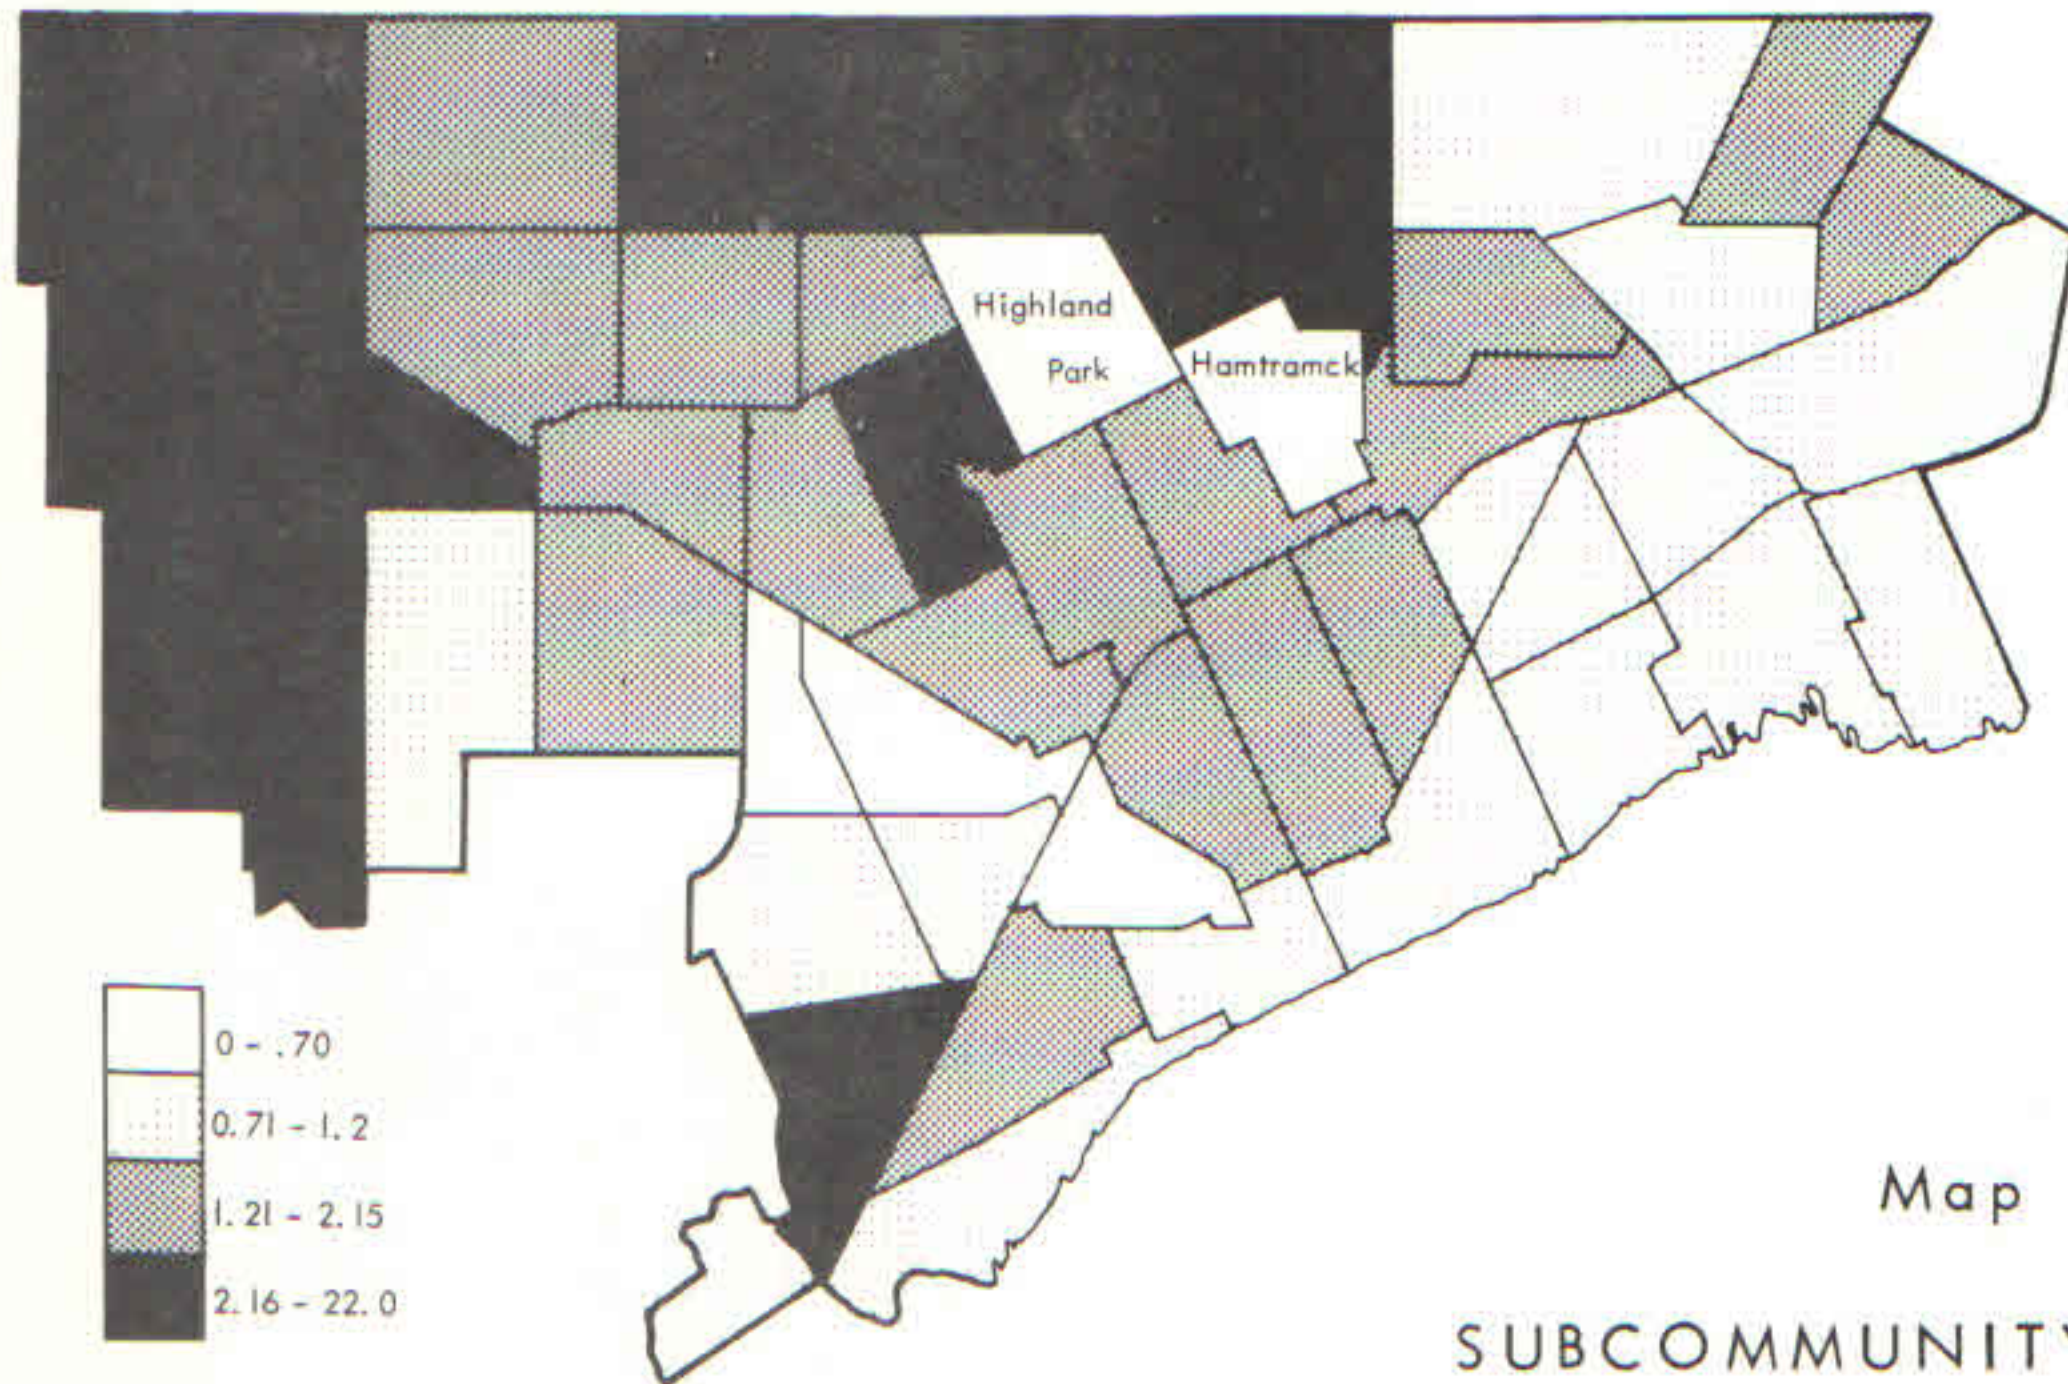 Highland
Park
Hamtramck
0 - .70
0.71 - 1.2
1.21 - 2.15
2.16 - 22.0
Map
SUBCOMMUNITY